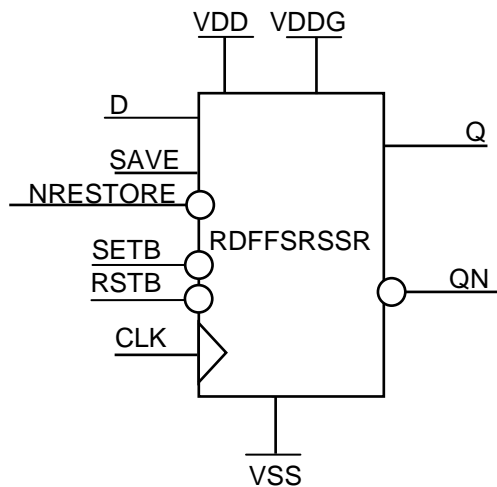 VDD VDDG
D
Q
SAVE
NRESTORE
RDFFSRSSR
SETB
RSTB
QN
CLK
VSS